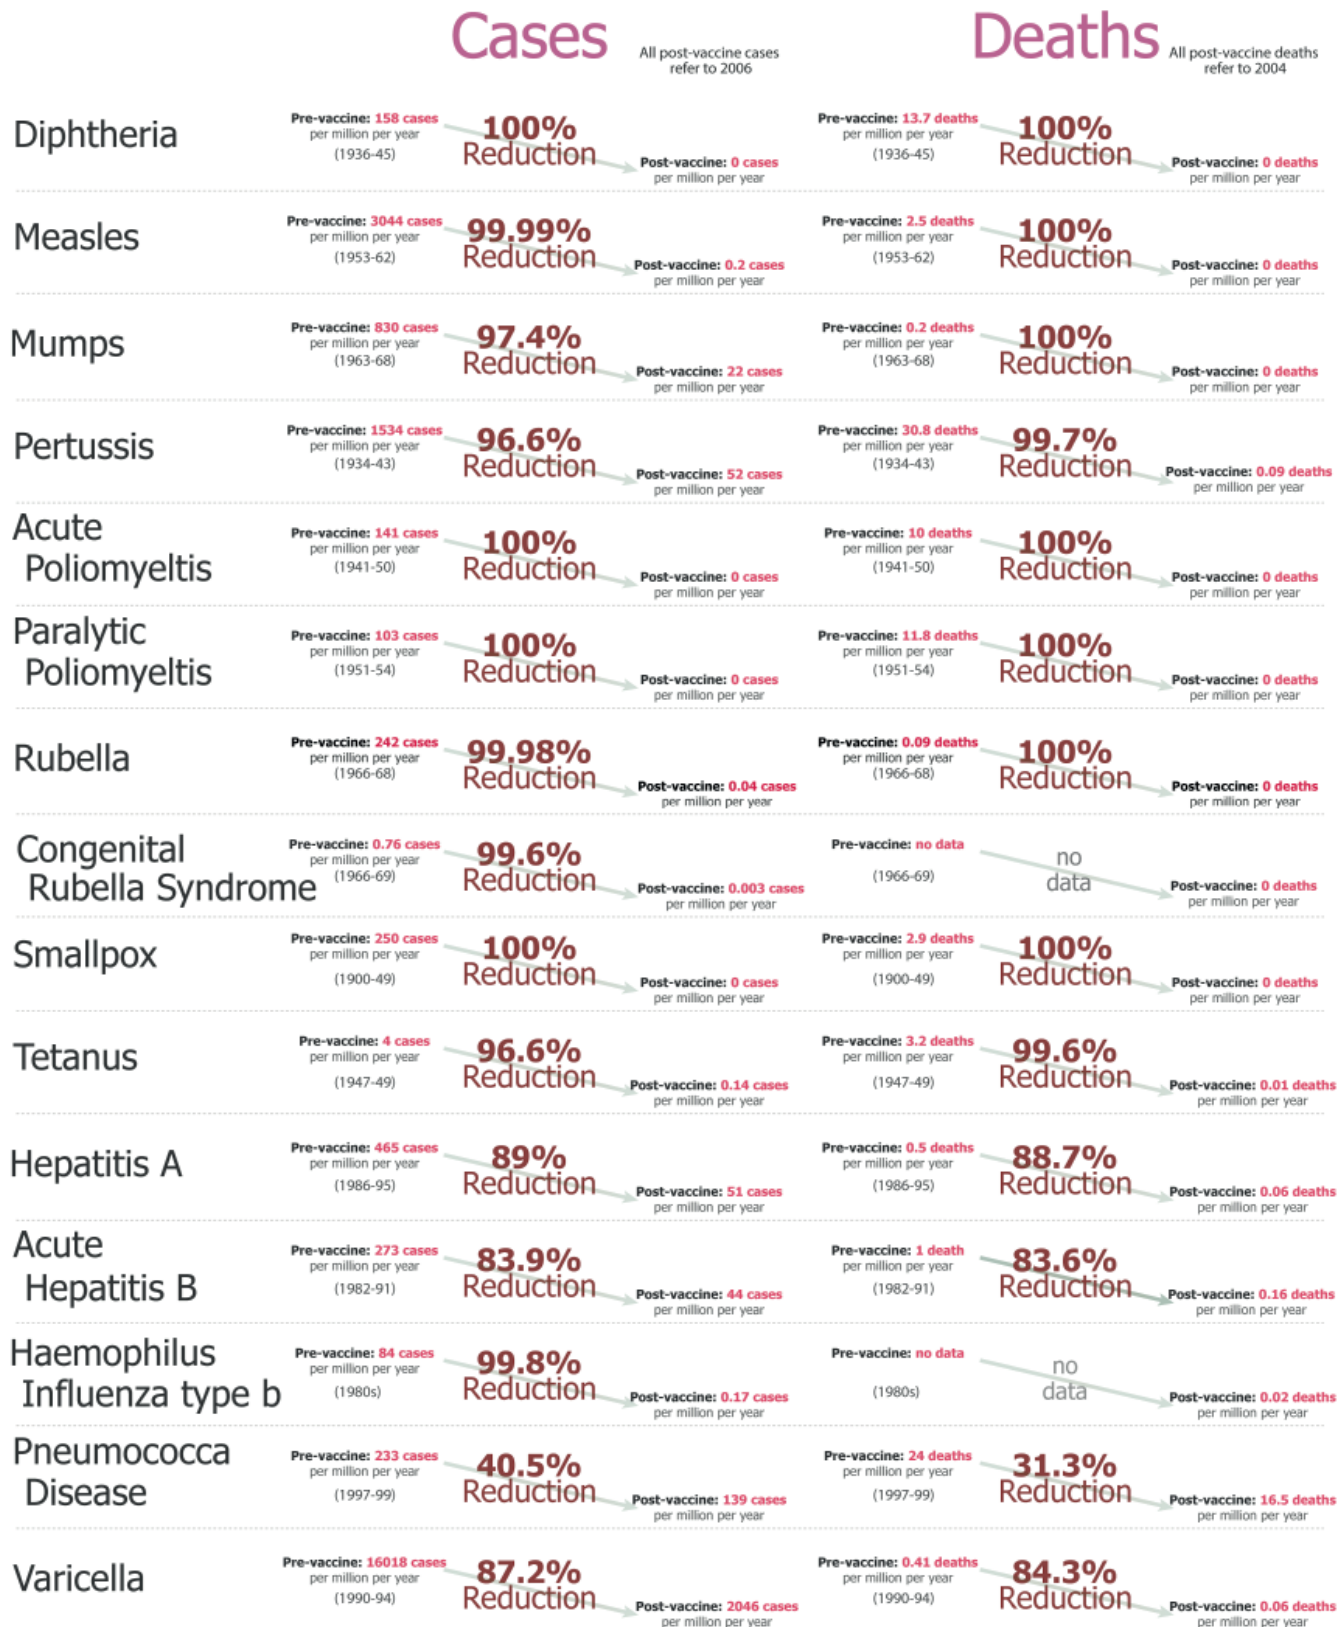 Cases
All post-vaccine cases
refer to 2006
Deaths
All post-vaccine deaths
refer to 2004
Diphtheria
Pre-vaccine: 158 cases
per million per year
(1936-45)
100%
Reduction
Post-vaccine: 0 cases
per million per year
Pre-vaccine: 13.7 deaths
per million per year
(1936-45)
100%
Reduction
Post-vaccine: 0 deaths
per million per year
Measles
Pre-vaccine: 3044 cases
per million per year
(1953-62)
99.99%
Reduction
Post-vaccine: 0.2 cases
per million per year
Pre-vaccine: 2.5 deaths
per million per year
(1953-62)
100%
Reduction
Post-vaccine: 0 deaths
per million per year
Mumps
Pre-vaccine: 830 cases
per million per year
(1963-68)
97.4%
Reduction
Post-vaccine: 22 cases
per million per year
Pre-vaccine: 0.2 deaths
per million per year
(1963-68)
100%
Reduction
Post-vaccine: 0 deaths
per million per year
Pertussis
Pre-vaccine: 1534 cases
per million per year
(1934-43)
96.6%
Reduction
Post-vaccine: 52 cases
per million per year
Pre-vaccine: 30.8 deaths
per million per year
(1934-43)
99.7%
Reduction
Post-vaccine: 0.09 deaths
per million per year
Acute
Poliomyeltis
Pre-vaccine: 141 cases
per million per year
(1941-50)
100%
Reduction
Post-vaccine: 0 cases
per million per year
Pre-vaccine: 10 deaths
per million per year
(1941-50)
100%
Reduction
Post-vaccine: 0 deaths
per million per year
Paralytic
Poliomyeltis
Pre-vaccine: 103 cases
per million per year
(1951-54)
100%
Reduction
Post-vaccine: 0 cases
per million per year
Pre-vaccine: 11.8 deaths
per million per year
(1951-54)
100%
Reduction
Post-vaccine: 0 deaths
per million per year
Rubella
Pre-vaccine: 242 cases
per million per year
(1966-68)
99.98%
Reduction
Post-vaccine: 0.04 cases
per million per year
Pre-vaccine: 0.09 deaths
per million per year
(1966-68)
100%
Reduction
Post-vaccine: 0 deaths
per million per year
Congenital
Rubella Syndrome
Pre-vaccine: 0.76 cases
per million per year
(1966-69)
99.6%
Reduction
Post-vaccine: 0.003 cases
per million per year
Pre-vaccine: no data
(1966-69)
no
data
Post-vaccine: 0 deaths
per million per year
Smallpox
Pre-vaccine: 250 cases
per million per year
(1900-49)
100%
Reduction
Post-vaccine: 0 cases
per million per year
Pre-vaccine: 2.9 deaths
per million per year
(1900-49)
100%
Reduction
Post-vaccine: 0 deaths
per million per year
Tetanus
Pre-vaccine: 4 cases
per million per year
(1947-49)
96.6%
Reduction
Post-vaccine: 0.14 cases
per million per year
Pre-vaccine: 3.2 deaths
per million per year
(1947-49)
99.6%
Reduction
Post-vaccine: 0.01 deaths
per million per year
Hepatitis A
Pre-vaccine: 465 cases
per million per year
(1986-95)
89%
Reduction
Post-vaccine: 51 cases
per million per year
Pre-vaccine: 0.5 deaths
per million per year
(1986-95)
88.7%
Reduction
Post-vaccine: 0.06 deaths
per million per year
Acute
Hepatitis B
Pre-vaccine: 273 cases
per million per year
(1982-91)
83.9%
Reduction
Post-vaccine: 44 cases
per million per year
Pre-vaccine: 1 death
per million per year
(1982-91)
83.6%
Reduction
Post-vaccine: 0.16 deaths
per million per year
Haemophilus
Influenza type b
Pre-vaccine: 84 cases
per million per year
(1980s)
99.8%
Reduction
Post-vaccine: 0.17 cases
per million per year
Pre-vaccine: no data
(1980s)
no
data
Post-vaccine: 0.02 deaths
per million per year
Pneumococca
Disease
Pre-vaccine: 233 cases
per million per year
(1997-99)
40.5%
Reduction
Post-vaccine: 139 cases
per million per year
Pre-vaccine: 24 deaths
per million per year
(1997-99)
31.3%
Reduction
Post-vaccine: 16.5 deaths
per million per year
Varicella
Pre-vaccine: 16018 cases
per million per year
(1990-94)
87.2%
Reduction
Post-vaccine: 2046 cases
per million per year
Pre-vaccine: 0.41 deaths
per million per year
(1990-94)
84.3%
Reduction
Post-vaccine: 0.06 deaths
per million per year